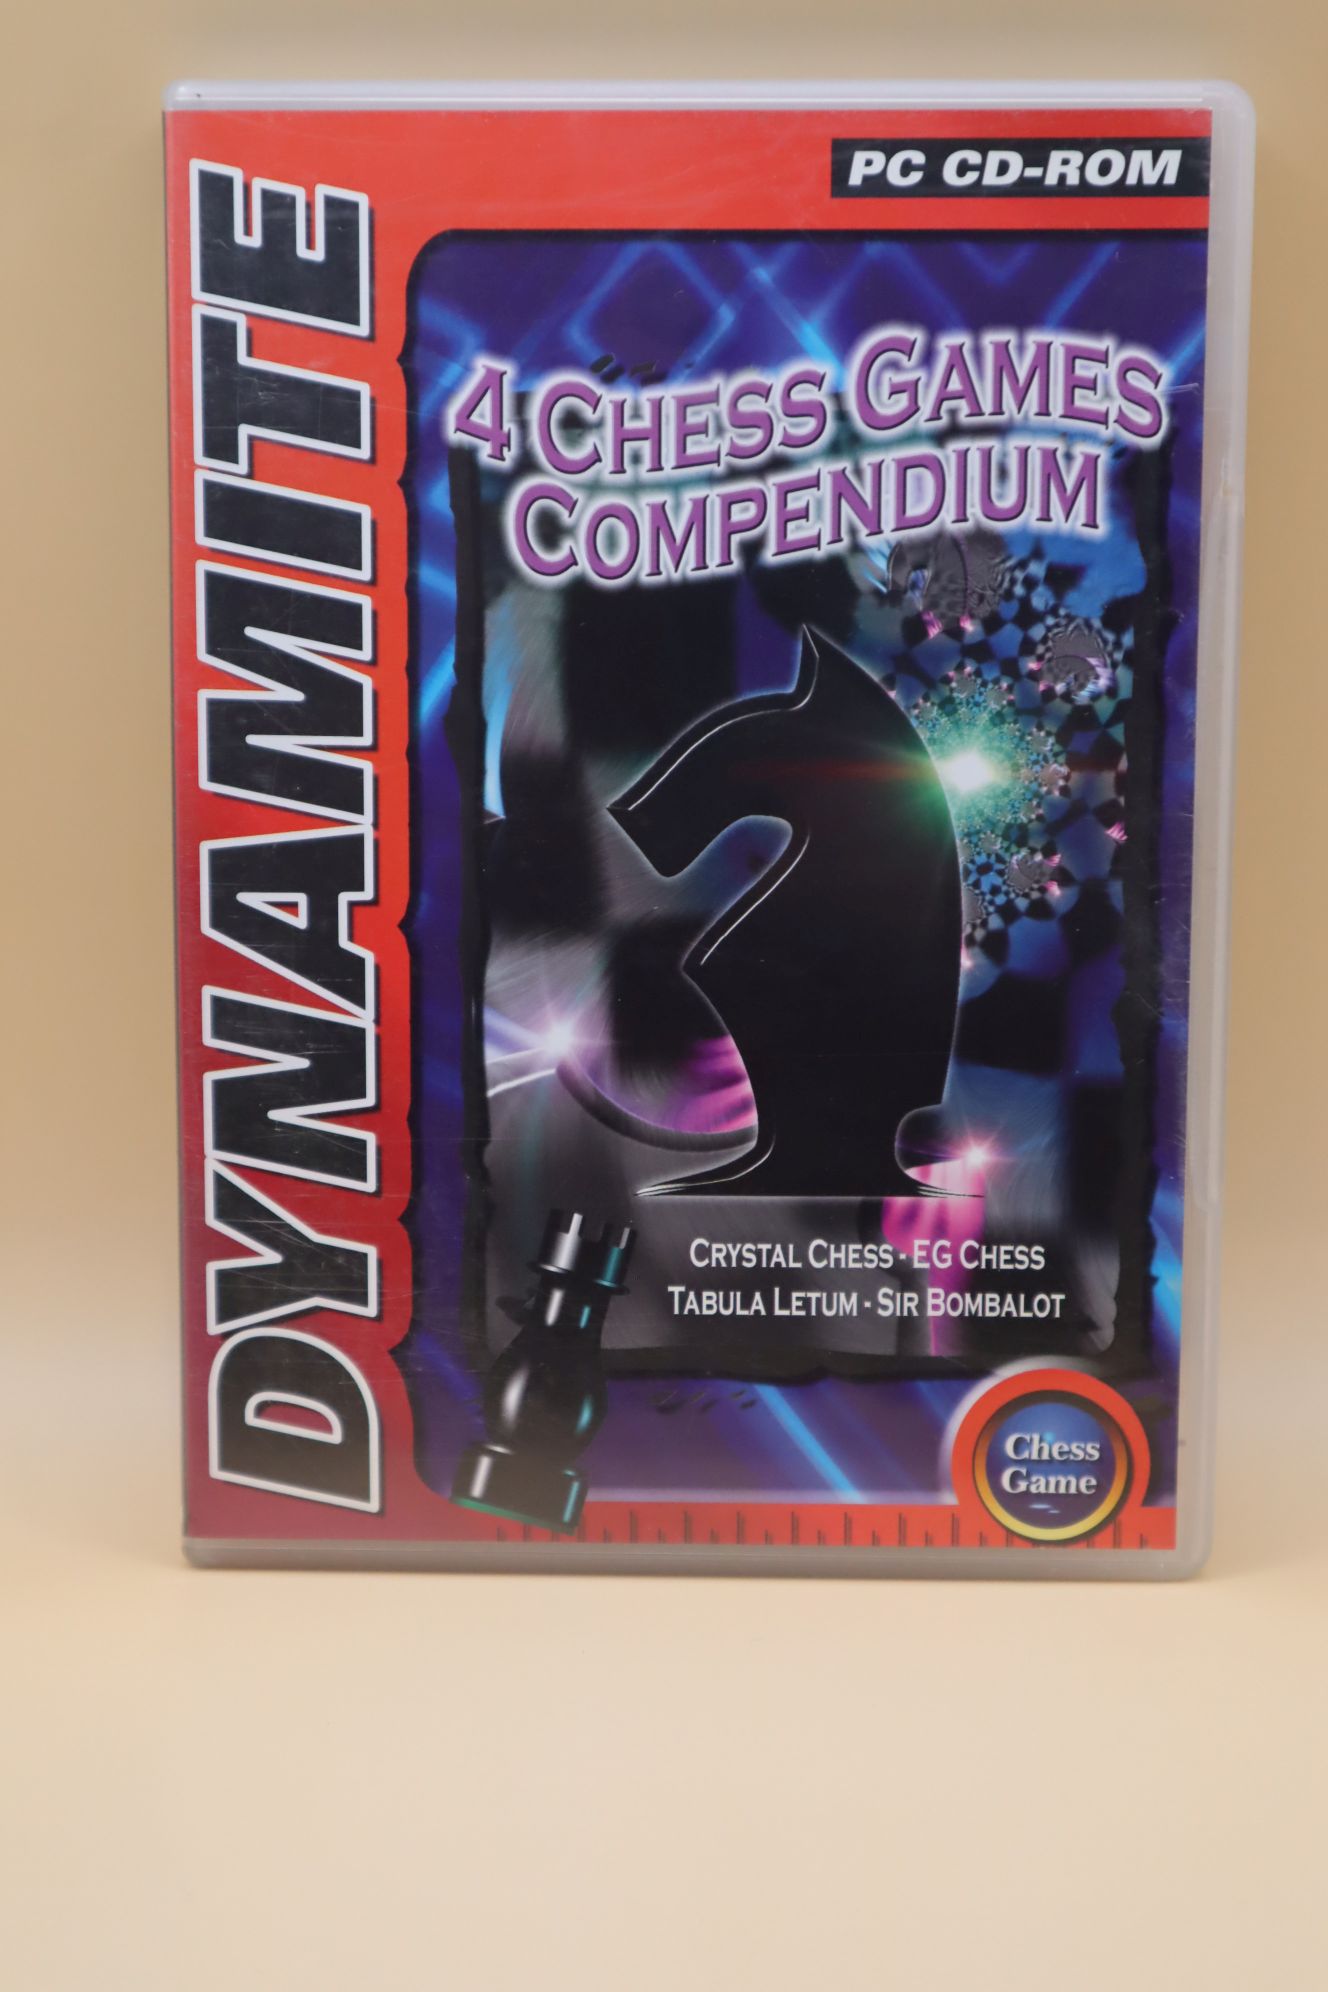 PC CD-ROM
DYNAMITE
4 CHESS GAMES
COMPENDIUM
CRYSTAL CHESS - EG CHESS
TABULA LETUM - SIR BOMBALOT
Chess
Game